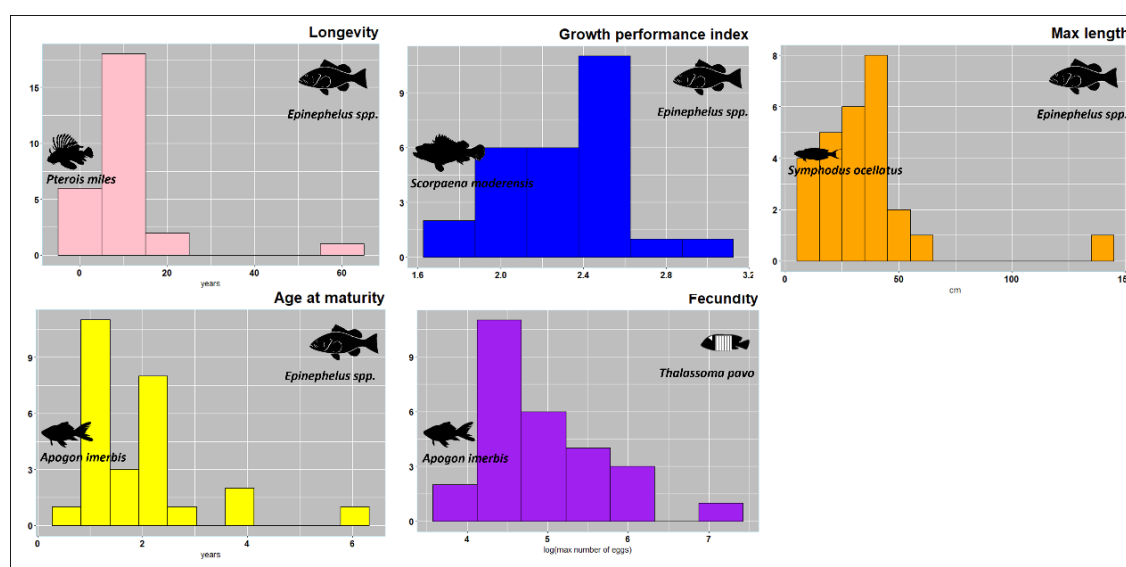 Longevity
15
10
5
0
0
20
40
60
years
Epinephelus spp.
Pterois miles
Growth performance index
9
6
3
0
1.6
2.0
2.4
2.8
3.2
Epinephelus spp.
Scorpaena maderensis
Max length
8
6
4
2
0
0
50
100
cm
Epinephelus spp.
Symphodus ocellatus
Age at maturity
9
6
3
0
0
2
4
6
years
Epinephelus spp.
Apogon imerbis
Fecundity
9
6
3
0
4
5
6
7
log(max number of eggs)
Thalassoma pavo
Apogon imerbis